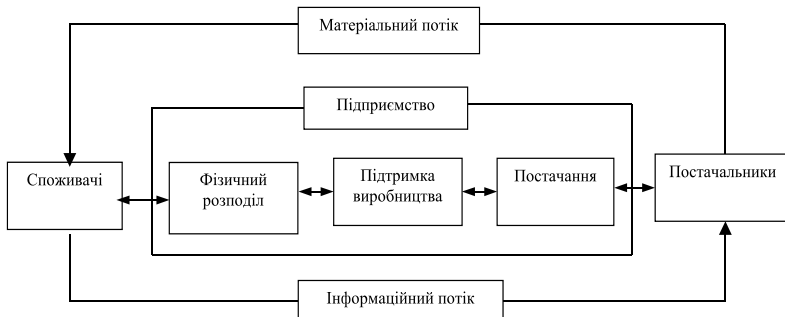 Матеріальний потік
Підприємство
Споживачі
Фізичний
розподіл
Підтримка
виробництва
Постачання
Постачальники
Інформаційний потік